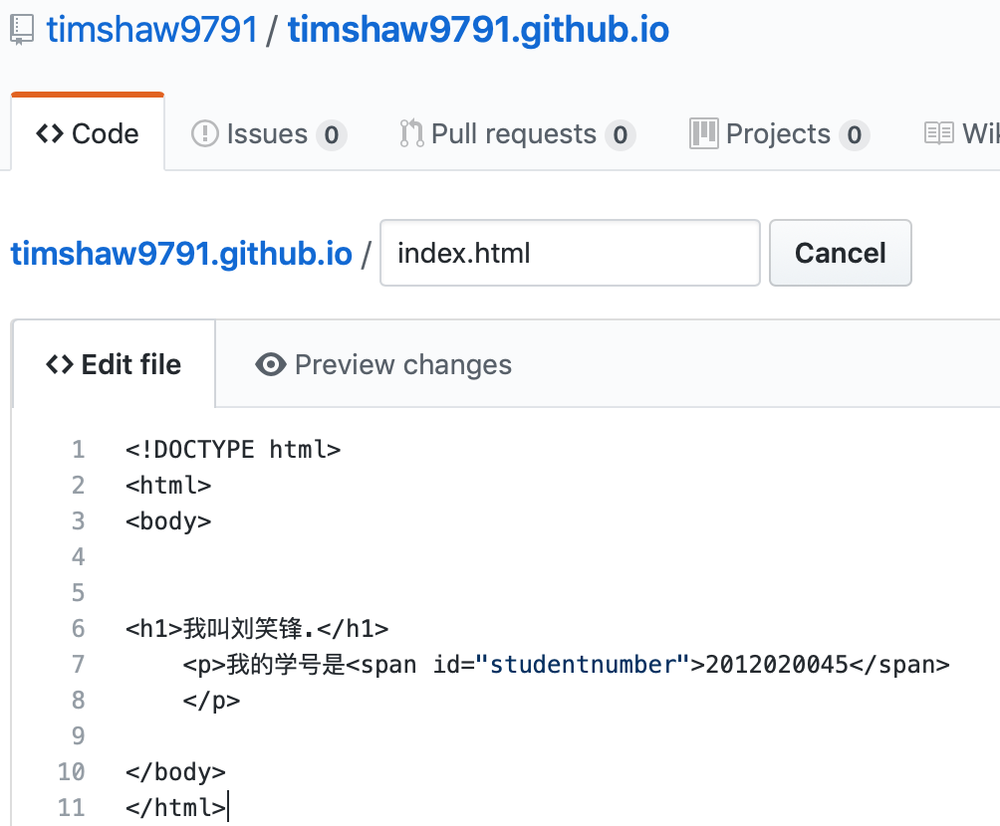 timshaw9791 / timshaw9791.github.io
Code Issues 0 Pull requests 0 Projects 0
timshaw9791.github.io / index.html Cancel
Edit file Preview changes
1 <!DOCTYPE html>
2 <html>
3 <body>
4
5
6 <h1>我叫刘笑锋.</h1>
7 <p>我的学号是<span id="studentnumber">2012020045</span>
8 </p>
9
10 </body>
11 </html>